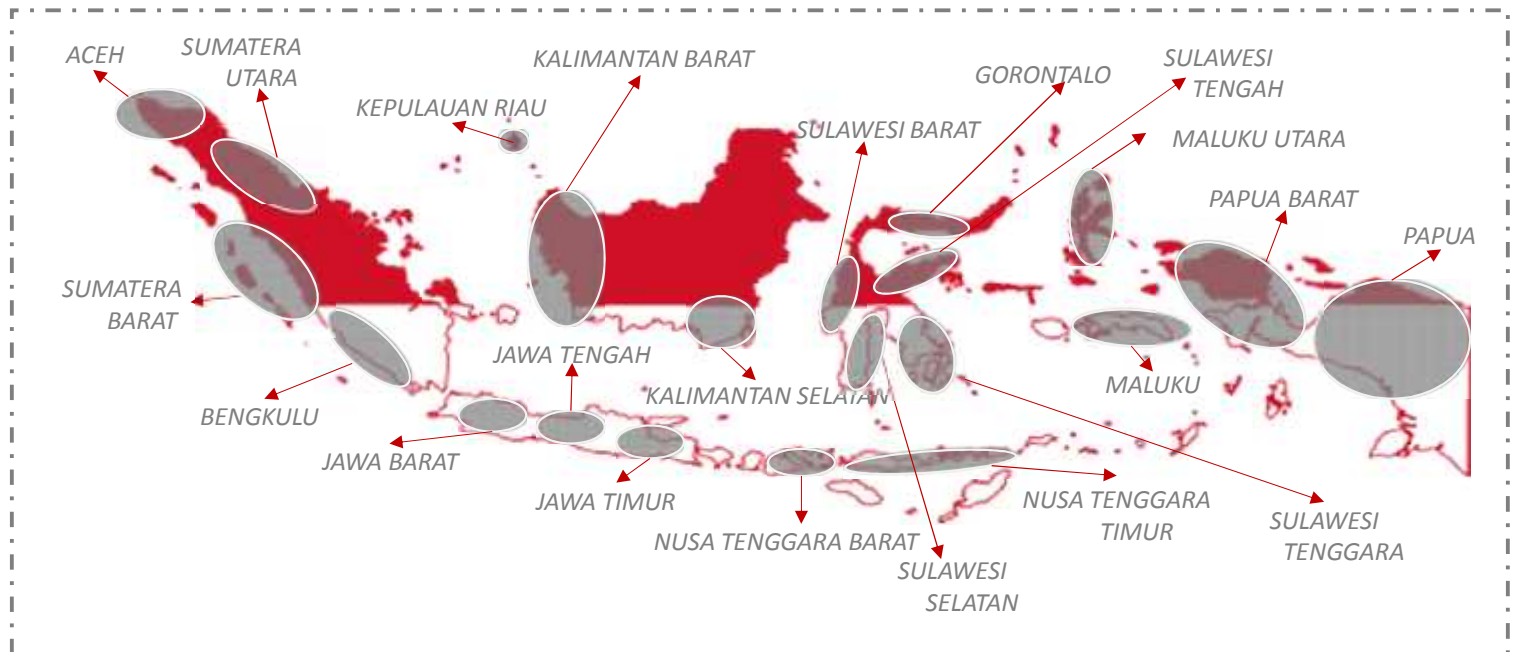 ACEH
SUMATERA
UTARA
KALIMANTAN BARAT
KEPULAUAN RIAU
GORONTALO
SULAWESI
TENGAH
SULAWESI BARAT
MALUKU UTARA
PAPUA BARAT
PAPUA
SUMATERA
BARAT
BENGKULU
JAWA TENGAH
KALIMANTAN SELATAN
MALUKU
JAWA BARAT
JAWA TIMUR
NUSA TENGGARA BARAT
NUSA TENGGARA
TIMUR
SULAWESI
TENGGARA
SULAWESI
SELATAN